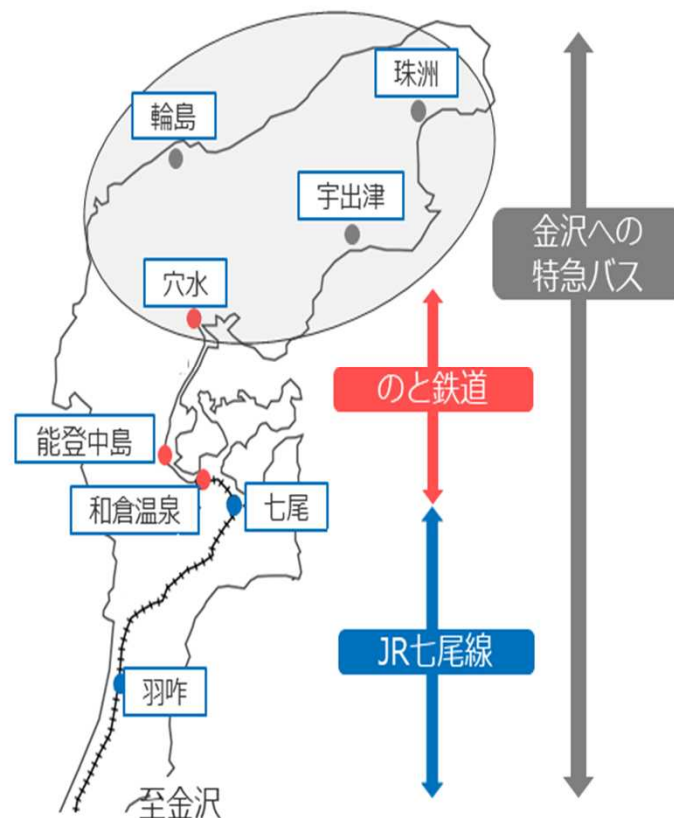 珠洲
輪島
宇出津
金沢への
特急バス
穴水
のと鉄道
能登中島
和倉温泉
七尾
JR七尾線
羽咋
至金沢